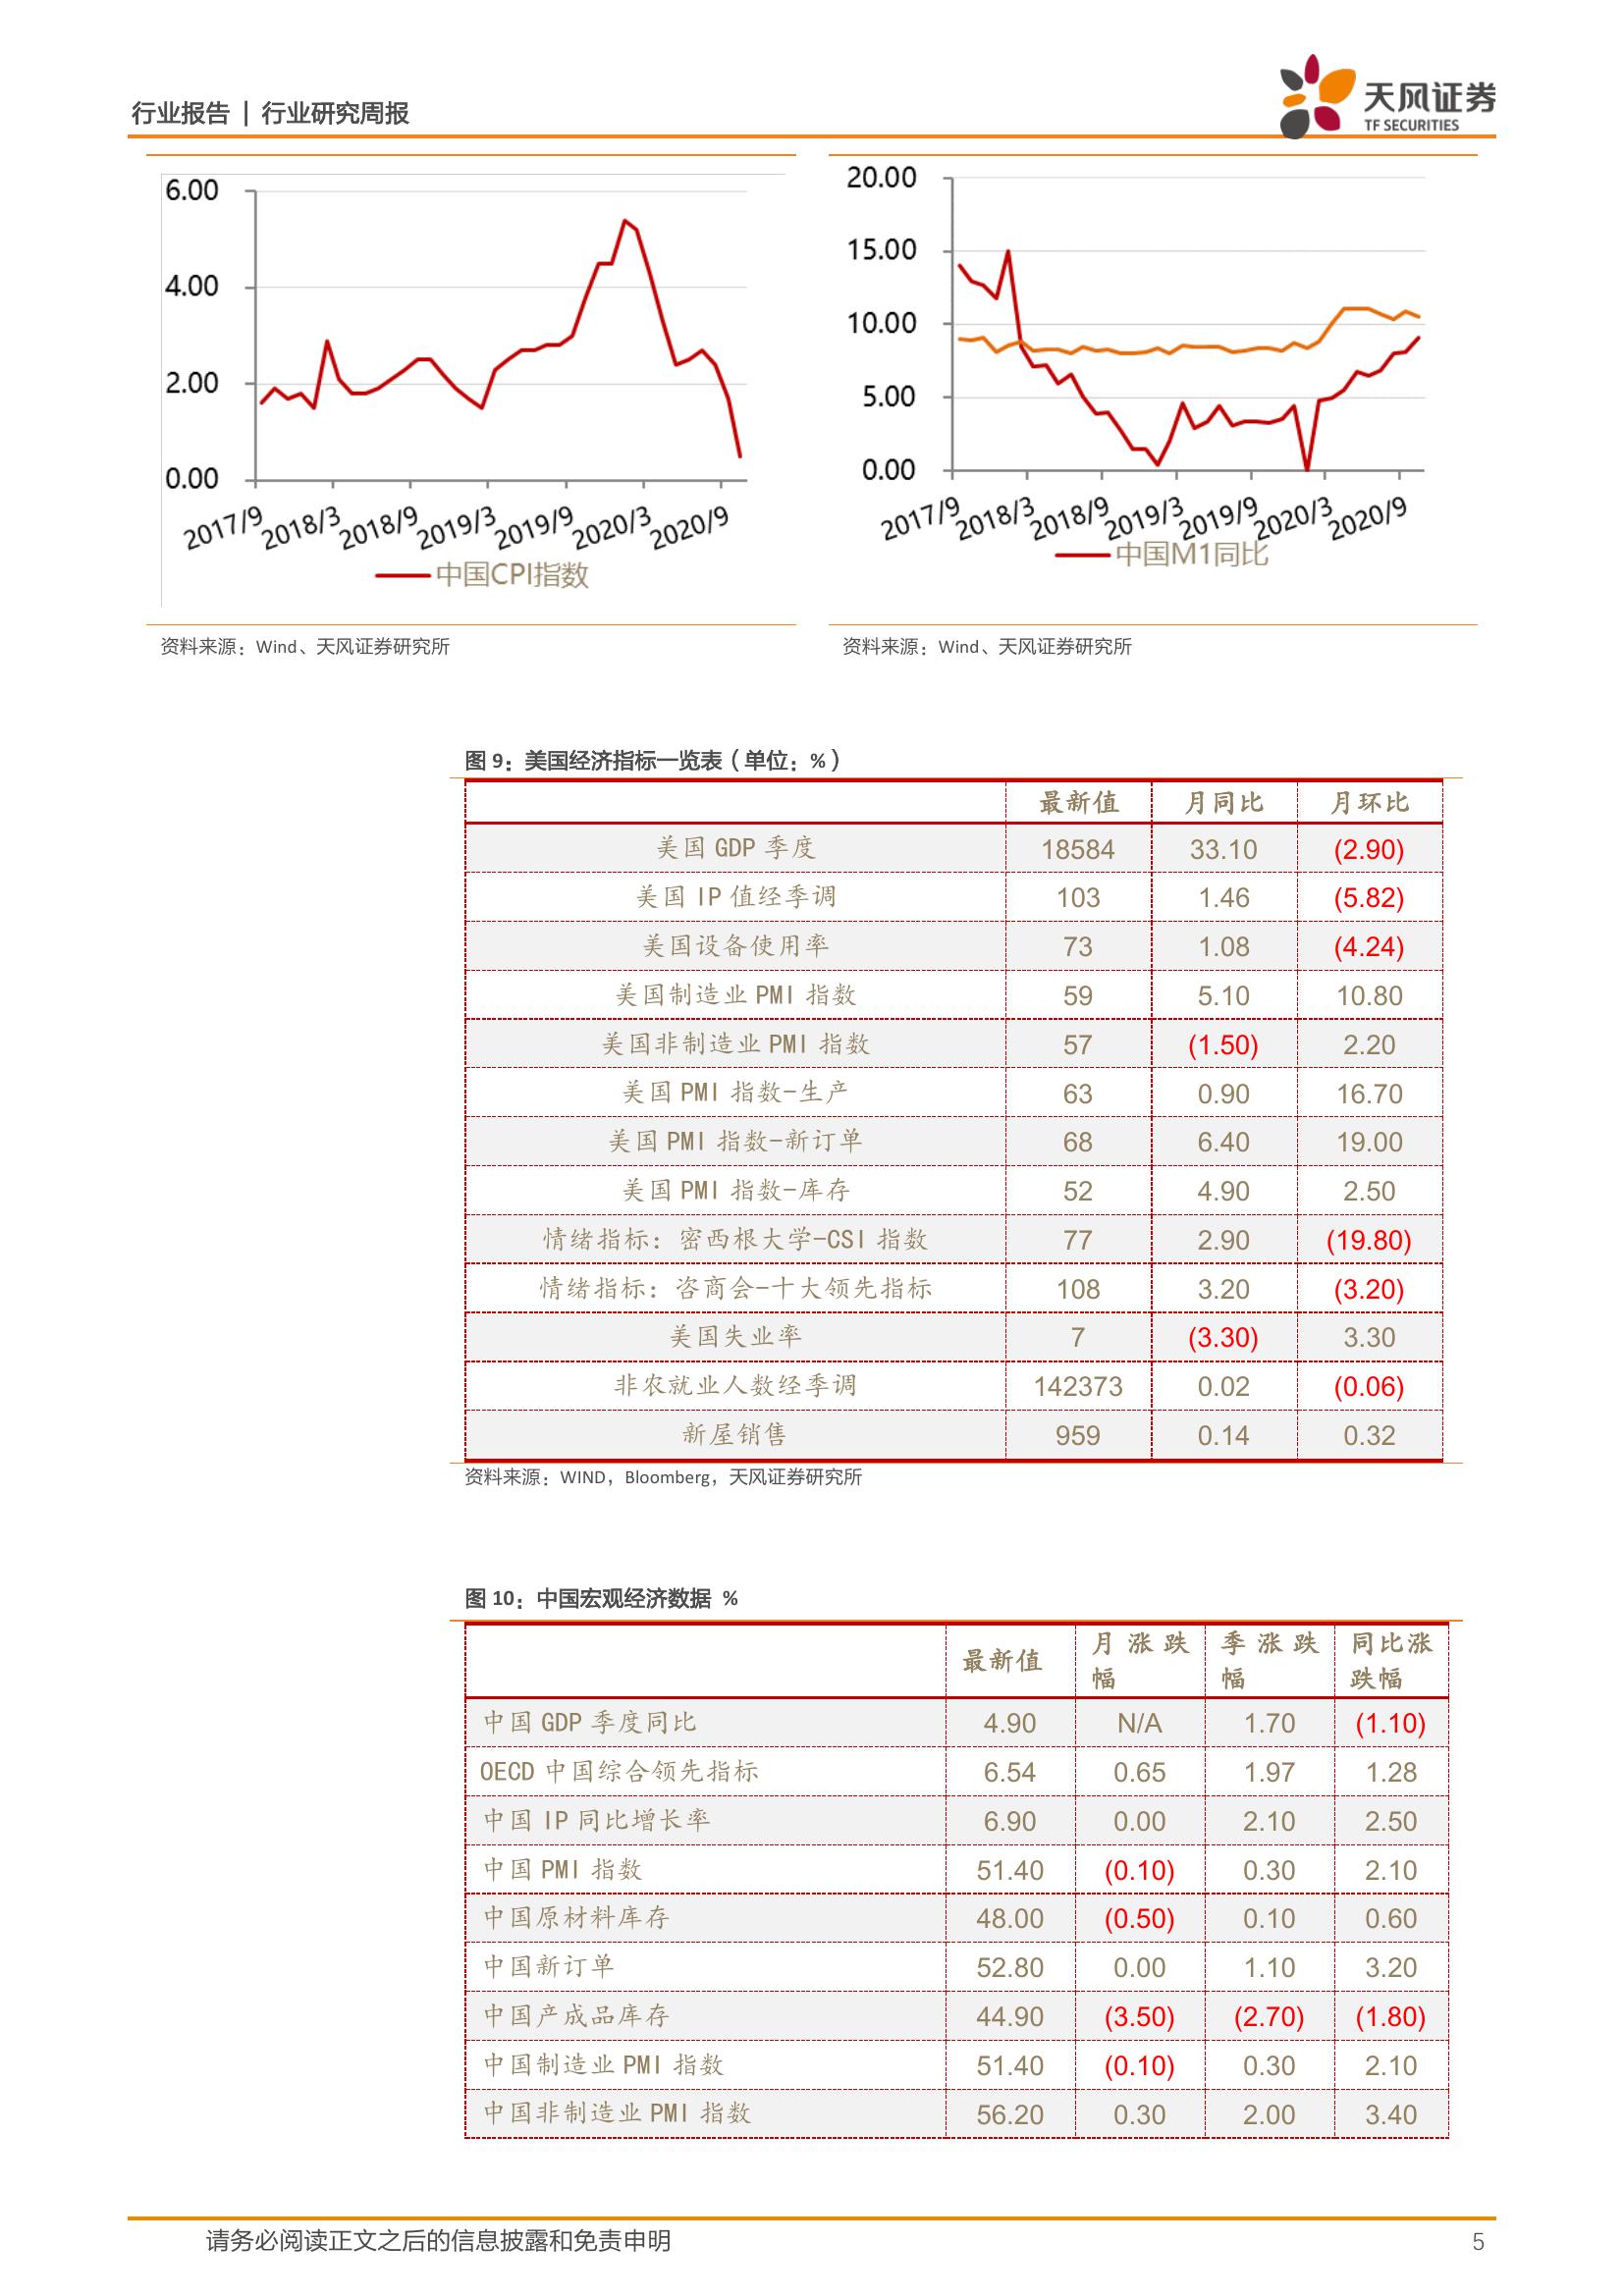 行业报告 | 行业研究周报
天风证券
TF SECURITIES
6.00
4.00
2.00
0.00
2017/9 2018/3 2018/9 2019/3 2019/9 2020/3 2020/9
中国CPI指数
20.00
15.00
10.00
5.00
0.00
2017/9 2018/3 2018/9 2019/3 2019/9 2020/3 2020/9
中国M1同比
资料来源：Wind、天风证券研究所
资料来源：Wind、天风证券研究所
图 9：美国经济指标一览表（单位：%）
最新值 月同比 月环比
美国 GDP 季度 18584 33.10 (2.90)
美国 IP 值经季调 103 1.46 (5.82)
美国设备使用率 73 1.08 (4.24)
美国制造业 PMI 指数 59 5.10 10.80
美国非制造业 PMI 指数 57 (1.50) 2.20
美国 PMI 指数-生产 63 0.90 16.70
美国 PMI 指数-新订单 68 6.40 19.00
美国 PMI 指数-库存 52 4.90 2.50
情绪指标：密西根大学-CSI 指数 77 2.90 (19.80)
情绪指标：咨商会-十大领先指标 108 3.20 (3.20)
美国失业率 7 (3.30) 3.30
非农就业人数经季调 142373 0.02 (0.06)
新屋销售 959 0.14 0.32
资料来源：WIND，Bloomberg，天风证券研究所
图 10：中国宏观经济数据 %
最新值 月涨跌幅 季涨跌幅 同比涨跌幅
中国 GDP 季度同比 4.90 N/A 1.70 (1.10)
OECD 中国综合领先指标 6.54 0.65 1.97 1.28
中国 IP 同比增长率 6.90 0.00 2.10 2.50
中国 PMI 指数 51.40 (0.10) 0.30 2.10
中国原材料库存 48.00 (0.50) 0.10 0.60
中国新订单 52.80 0.00 1.10 3.20
中国产成品库存 44.90 (3.50) (2.70) (1.80)
中国制造业 PMI 指数 51.40 (0.10) 0.30 2.10
中国非制造业 PMI 指数 56.20 0.30 2.00 3.40
请务必阅读正文之后的信息披露和免责申明 5